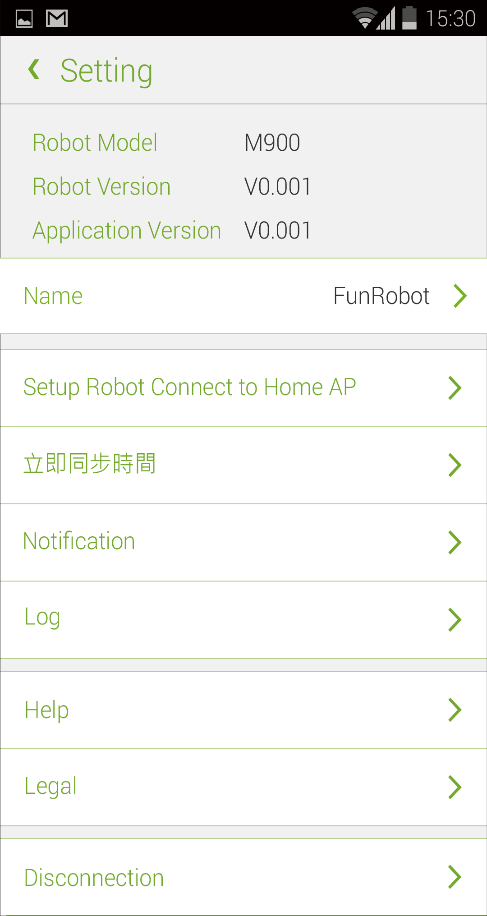 15:30
Setting
Robot Model M900
Robot Version V0.001
Application Version V0.001
Name FunRobot
Setup Robot Connect to Home AP
立即同步時間
Notification
Log
Help
Legal
Disconnection